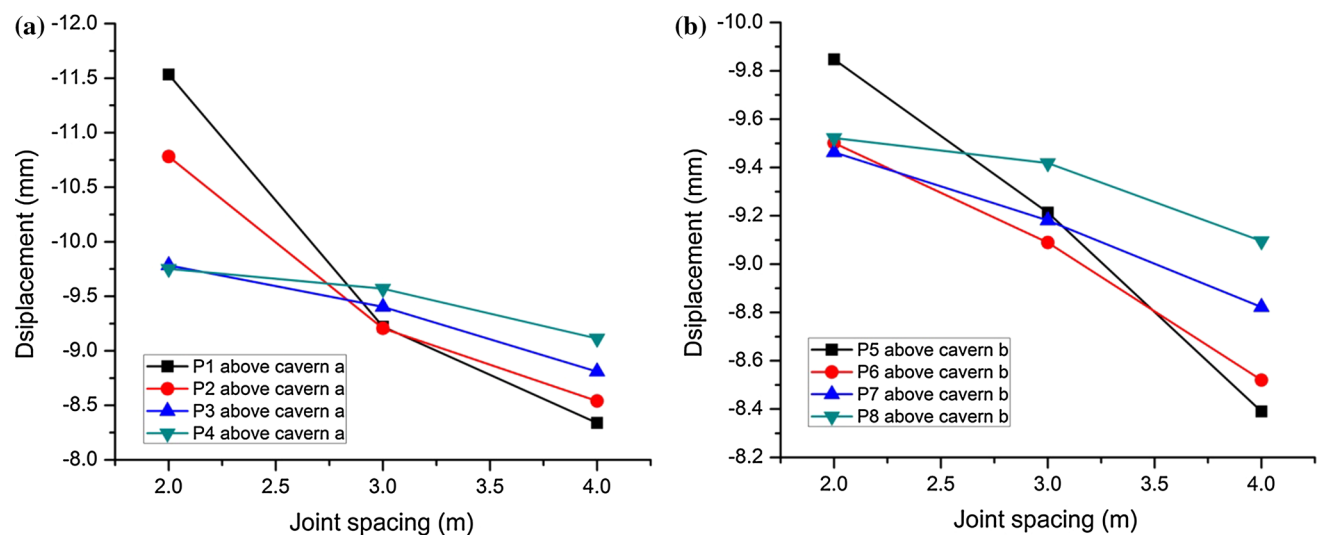 (a)
-12.0
-11.5
-11.0
-10.5
-10.0
-9.5
-9.0
-8.5
-8.0
Dsiplacement (mm)
P1 above cavern a
P2 above cavern a
P3 above cavern a
P4 above cavern a
2.0 2.5 3.0 3.5 4.0
Joint spacing (m)
(b)
-10.0
-9.8
-9.6
-9.4
-9.2
-9.0
-8.8
-8.6
-8.4
-8.2
Dsiplacement (mm)
P5 above cavern b
P6 above cavern b
P7 above cavern b
P8 above cavern b
2.0 2.5 3.0 3.5 4.0
Joint spacing (m)